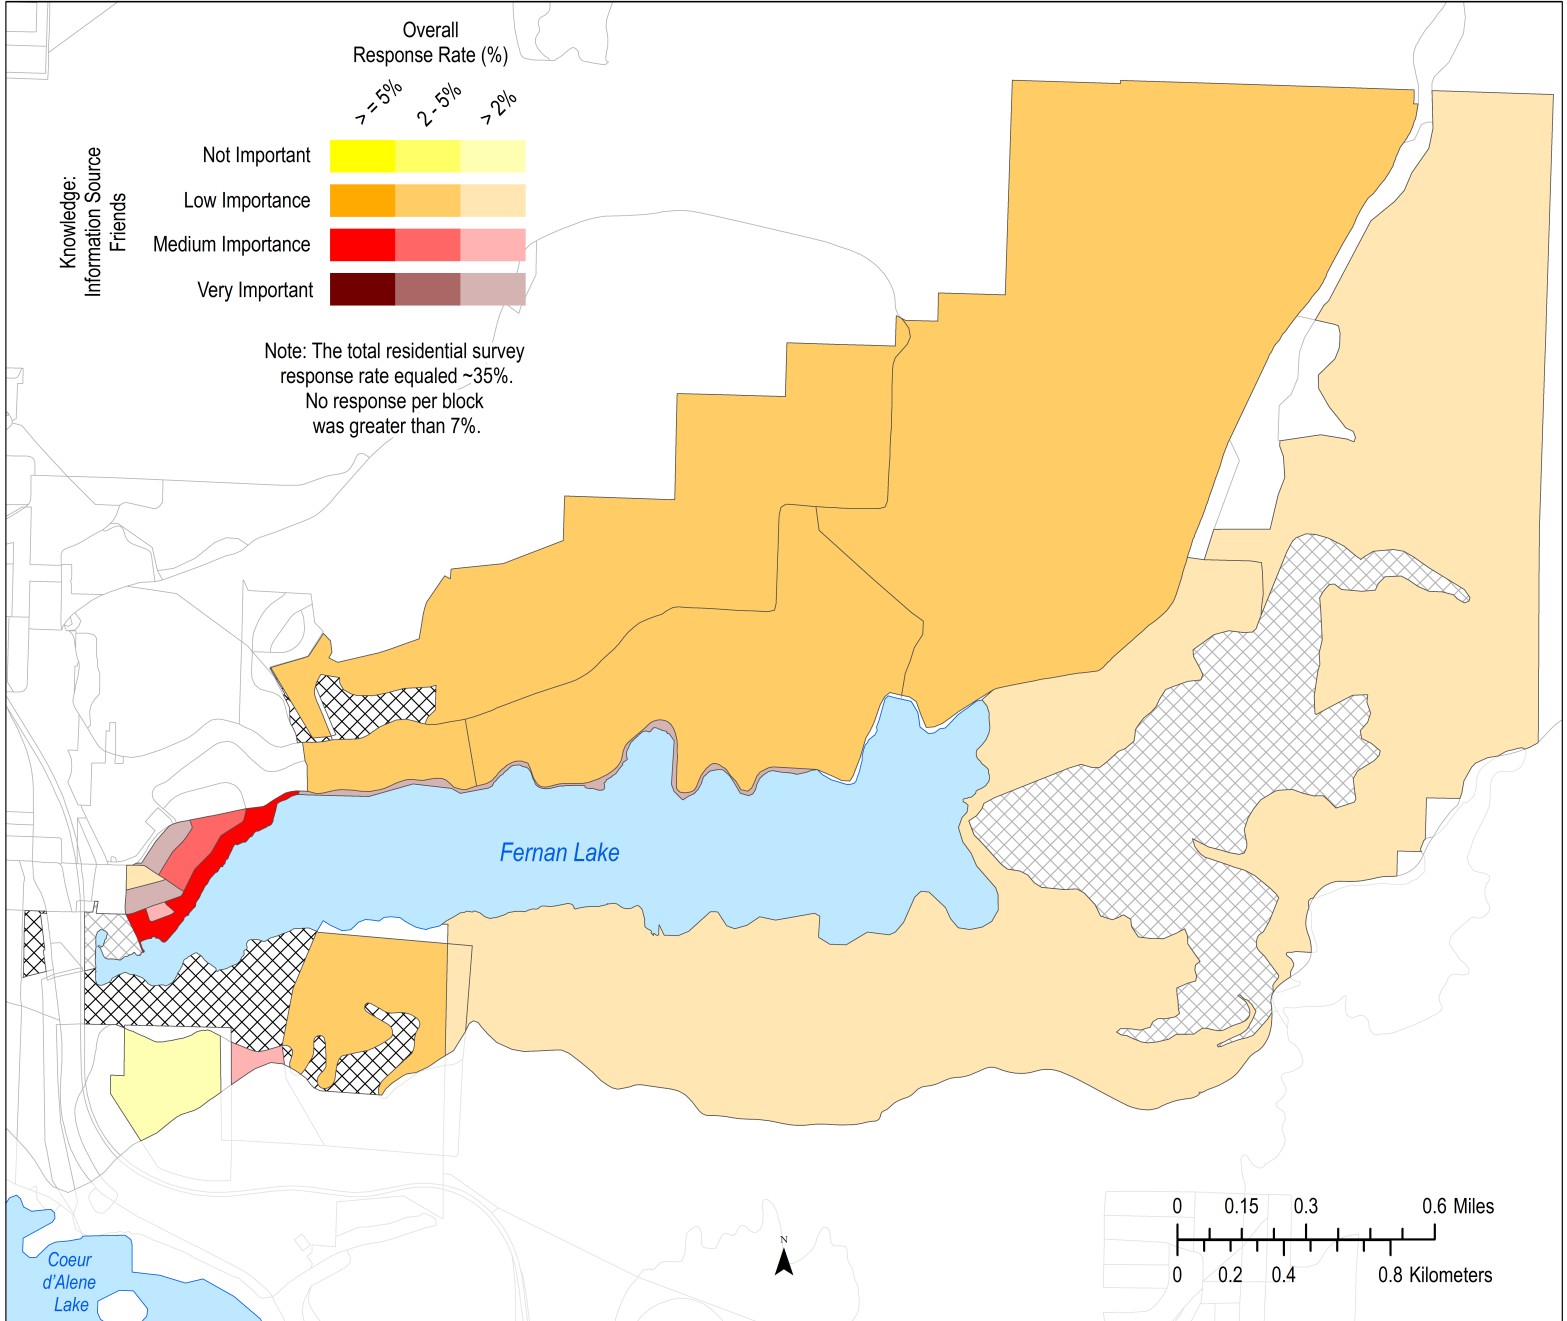 Overall
Response Rate (%)
> = 5%
2 - 5%
> 2%
Knowledge:
Information Source
Friends
Not Important
Low Importance
Medium Importance
Very Important
Note: The total residential survey
response rate equaled ~35%.
No response per block
was greater than 7%.
Fernan Lake
Coeur
d'Alene
Lake
N
0 0.15 0.3 0.6 Miles
0 0.2 0.4 0.8 Kilometers